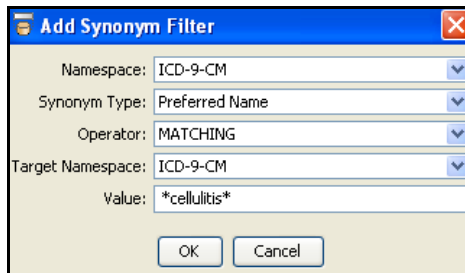 Add Synonym Filter
Namespace: ICD-9-CM
Synonym Type: Preferred Name
Operator: MATCHING
Target Namespace: ICD-9-CM
Value: *cellulitis*
OK Cancel